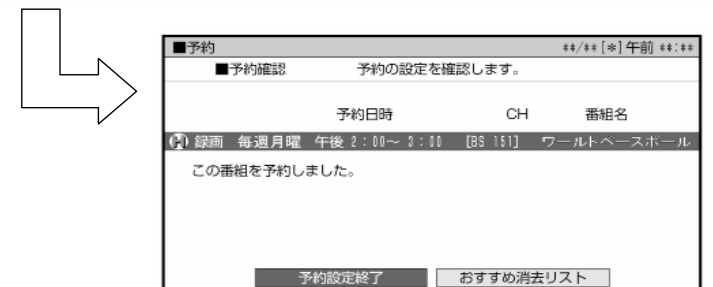 ■予約 **/**[*]午前 **:**
■予約確認 予約の設定を確認します。
予約日時 CH 番組名
H 録画 毎週月曜 午後 2:00～ 3:00 [BS 151] ワールトベースボール
この番組を予約しました。
予約設定終了 おすすめ消去リスト